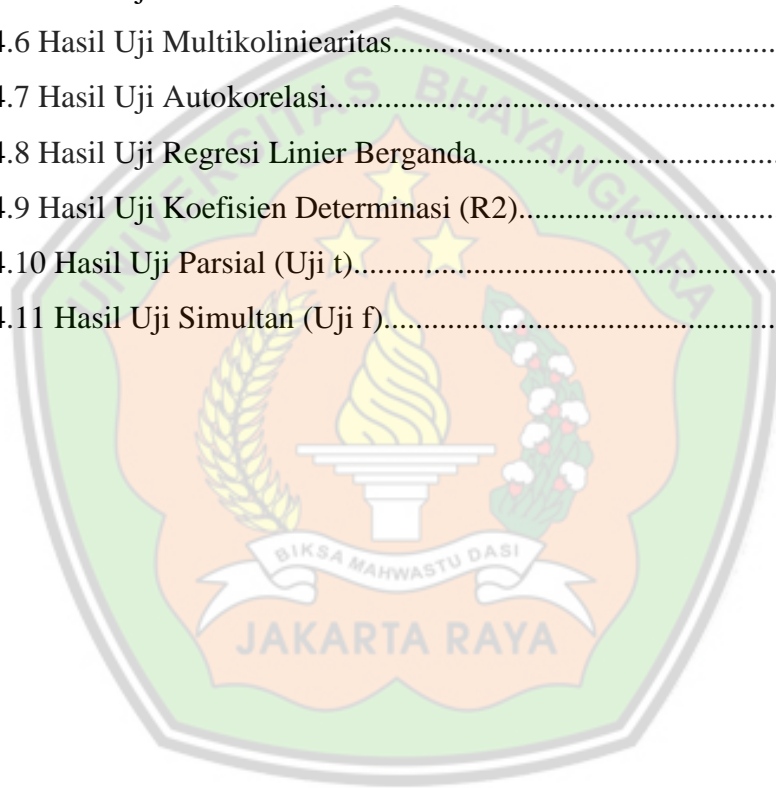 4.6 Hasil Uji Multikoliniearitas
4.7 Hasil Uji Autokorelasi
4.8 Hasil Uji Regresi Linier Berganda
4.9 Hasil Uji Koefisien Determinasi (R2)
4.10 Hasil Uji Parsial (Uji t)
4.11 Hasil Uji Simultan (Uji f)
UNIVERSITAS BHAYANGKARA
BIKSA MAHWASTU DASI
JAKARTA RAYA